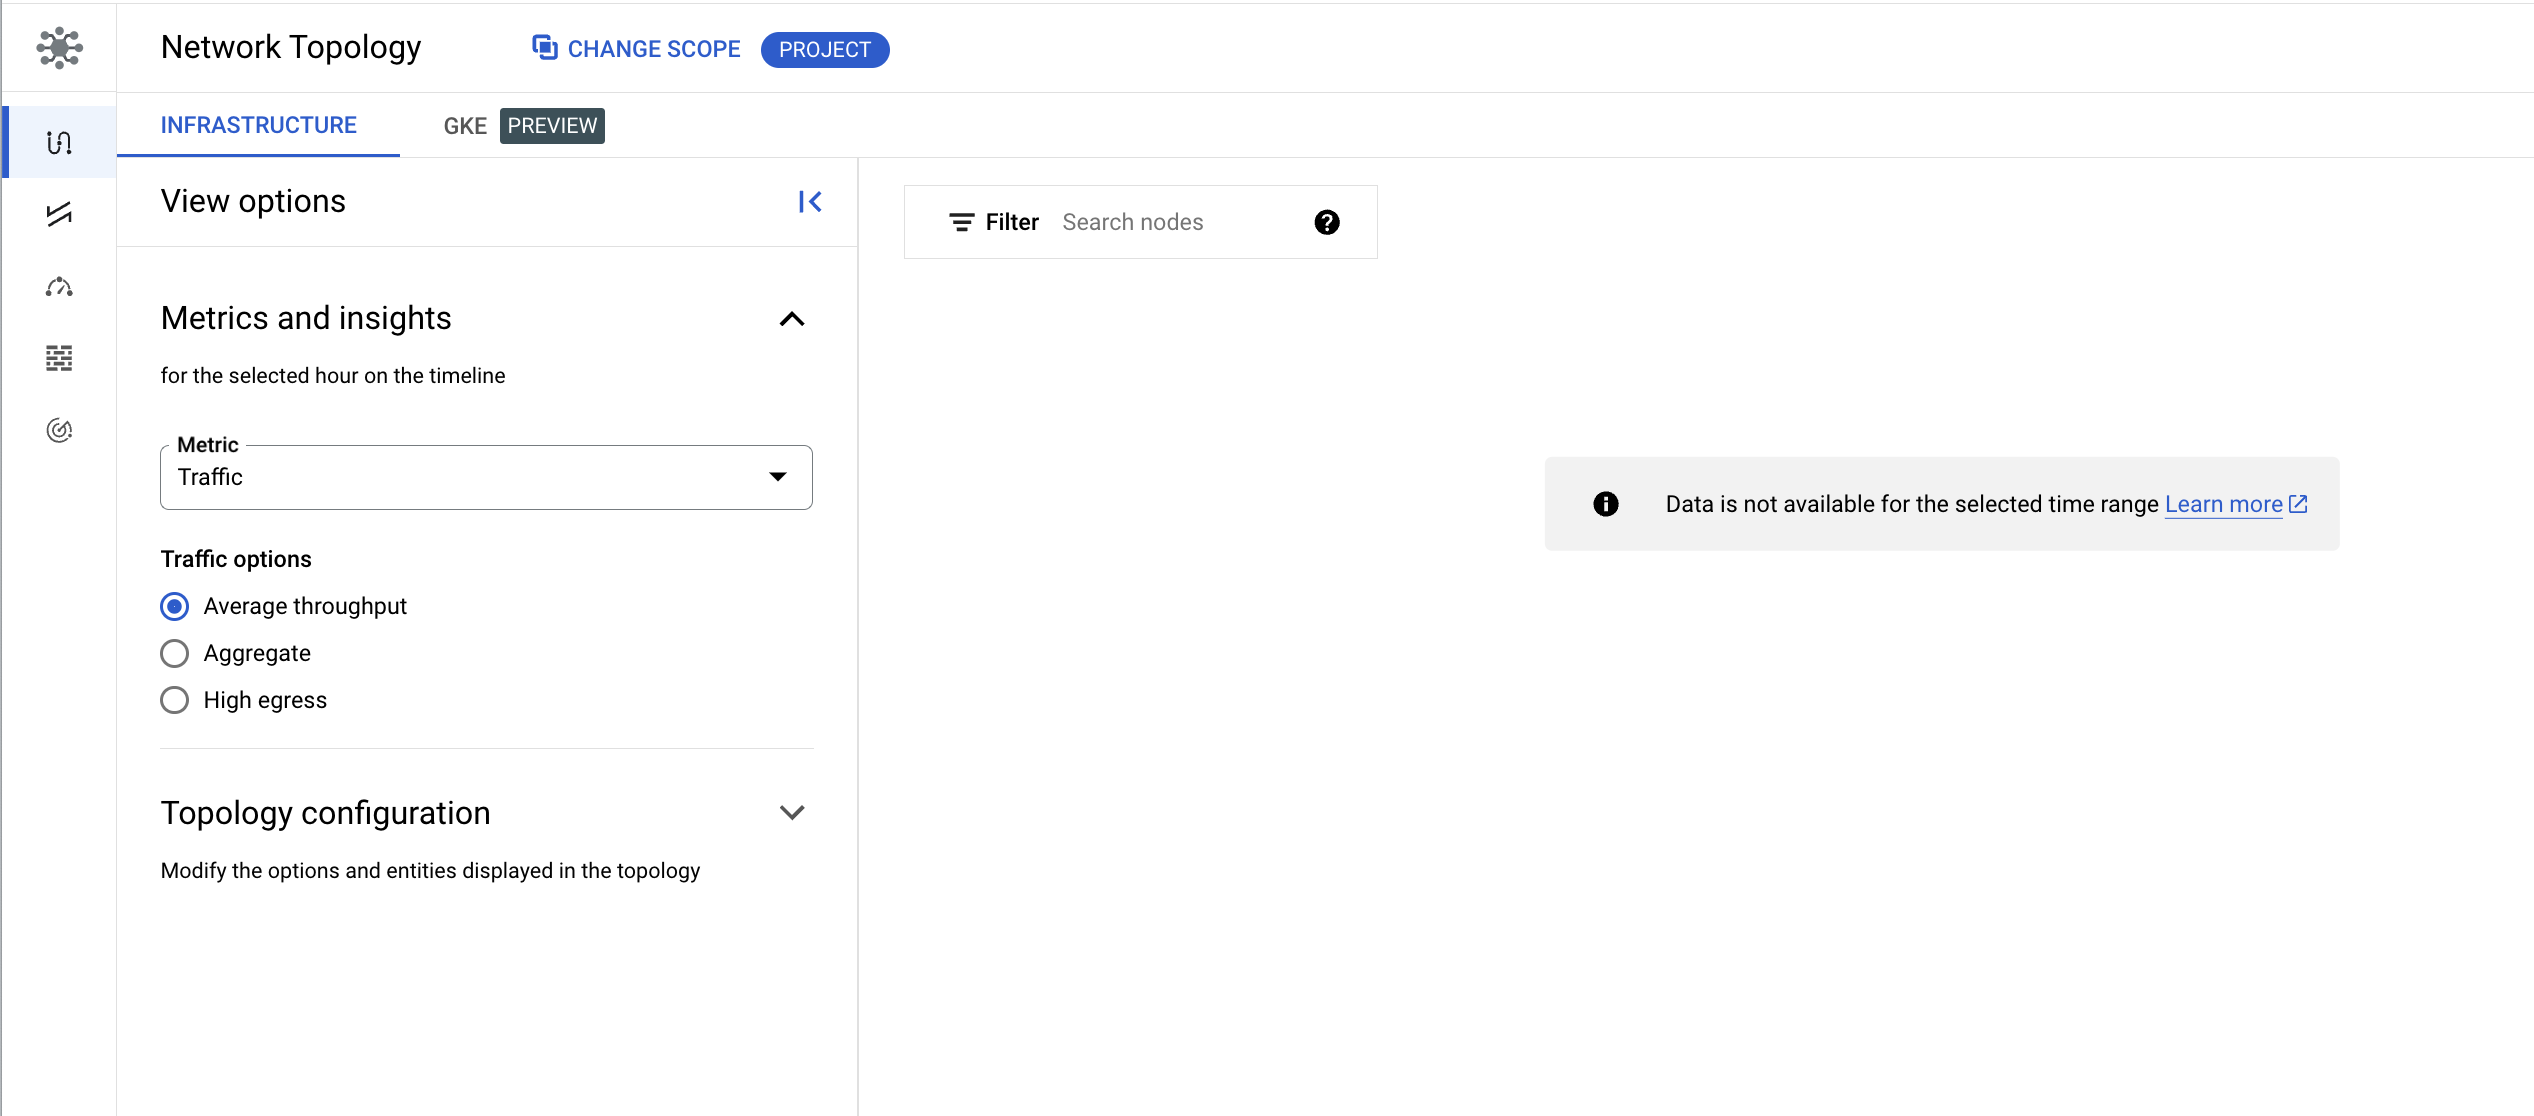 Network Topology
CHANGE SCOPE
PROJECT
INFRASTRUCTURE
GKE
PREVIEW
View options
Filter Search nodes
Metrics and insights
for the selected hour on the timeline
Metric
Traffic
Data is not available for the selected time range Learn more
Traffic options
Average throughput
Aggregate
High egress
Topology configuration
Modify the options and entities displayed in the topology